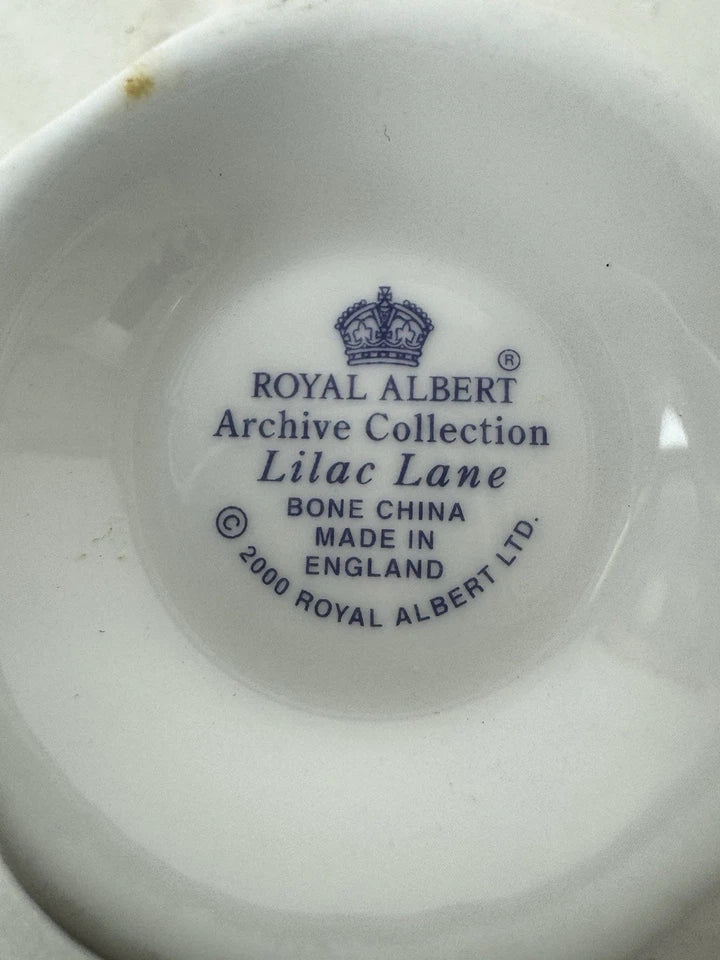 ®
ROYAL ALBERT
Archive Collection
Lilac Lane
BONE CHINA
MADE IN
ENGLAND
© 2000 ROYAL ALBERT LTD.